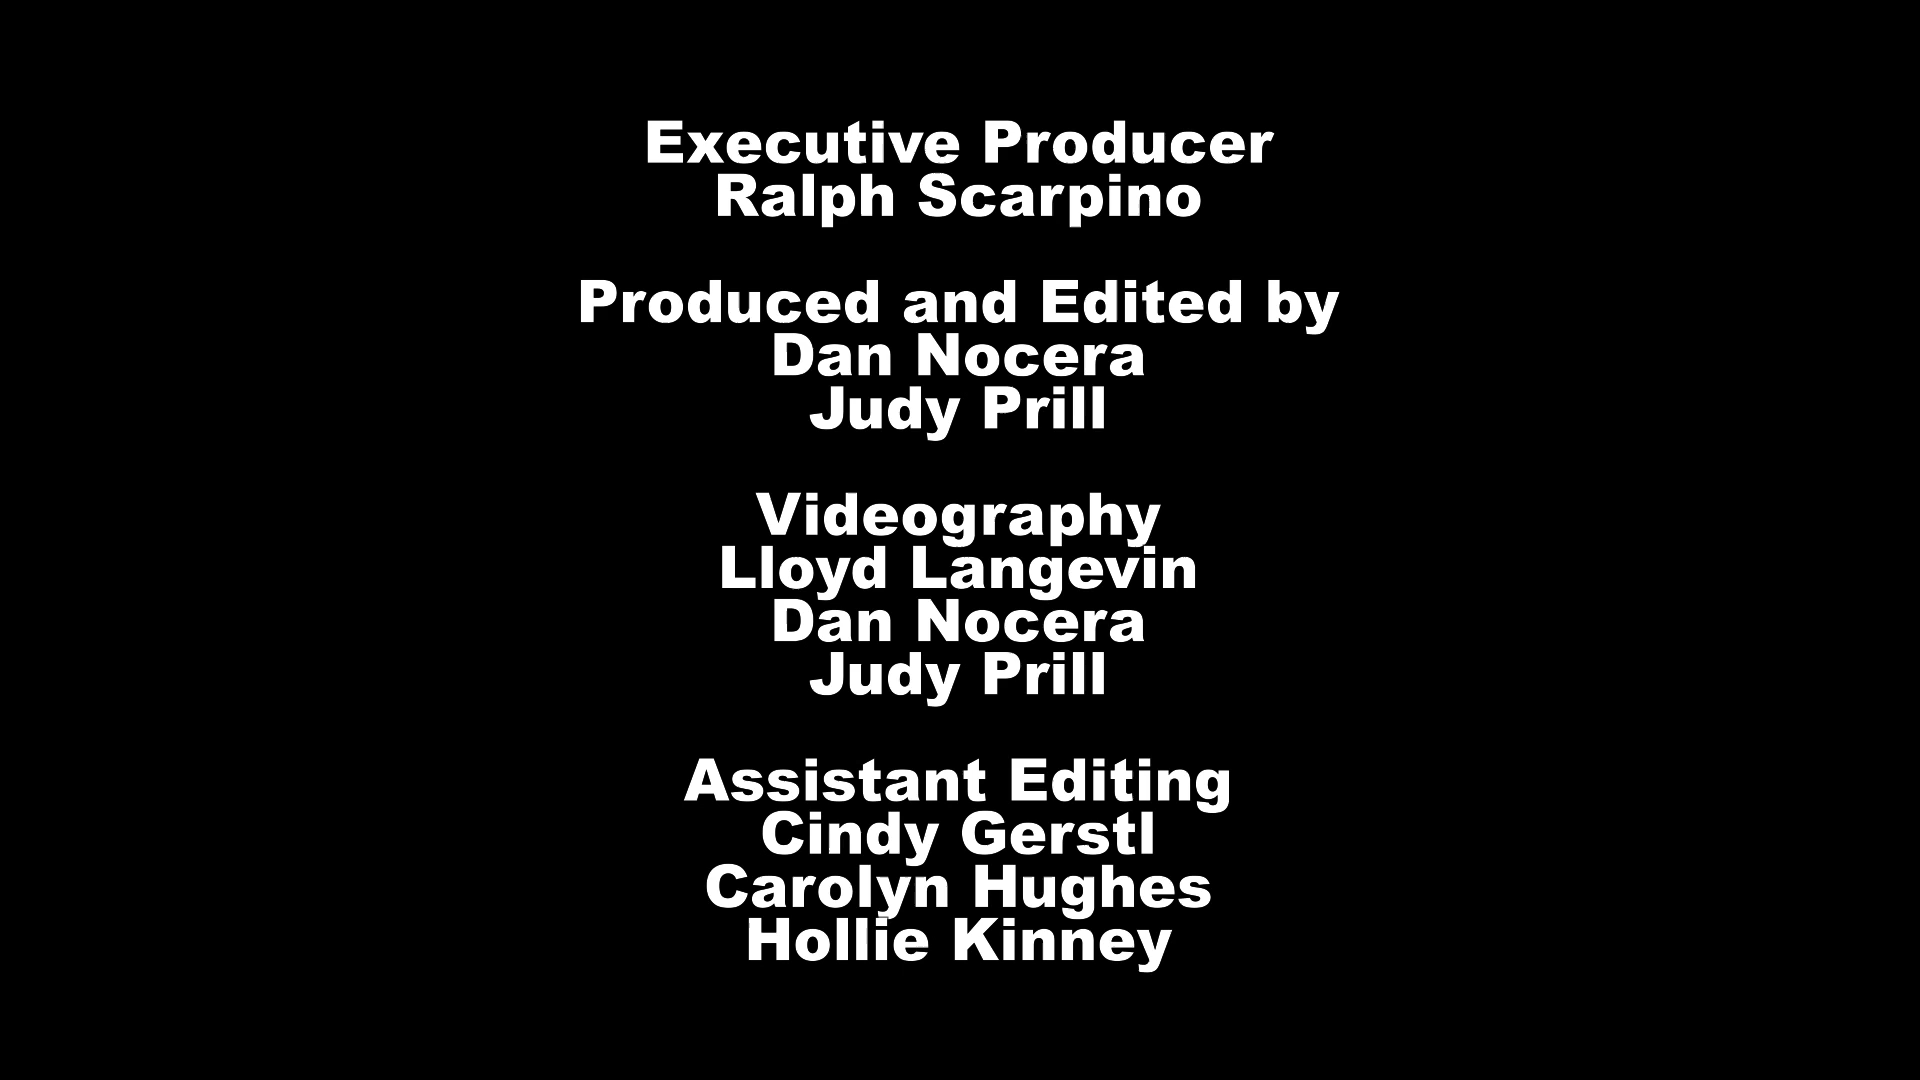 Executive Producer
Ralph Scarpino
Produced and Edited by
Dan Nocera
Judy Prill
Videography
Lloyd Langevin
Dan Nocera
Judy Prill
Assistant Editing
Cindy Gerstl
Carolyn Hughes
Hollie Kinney